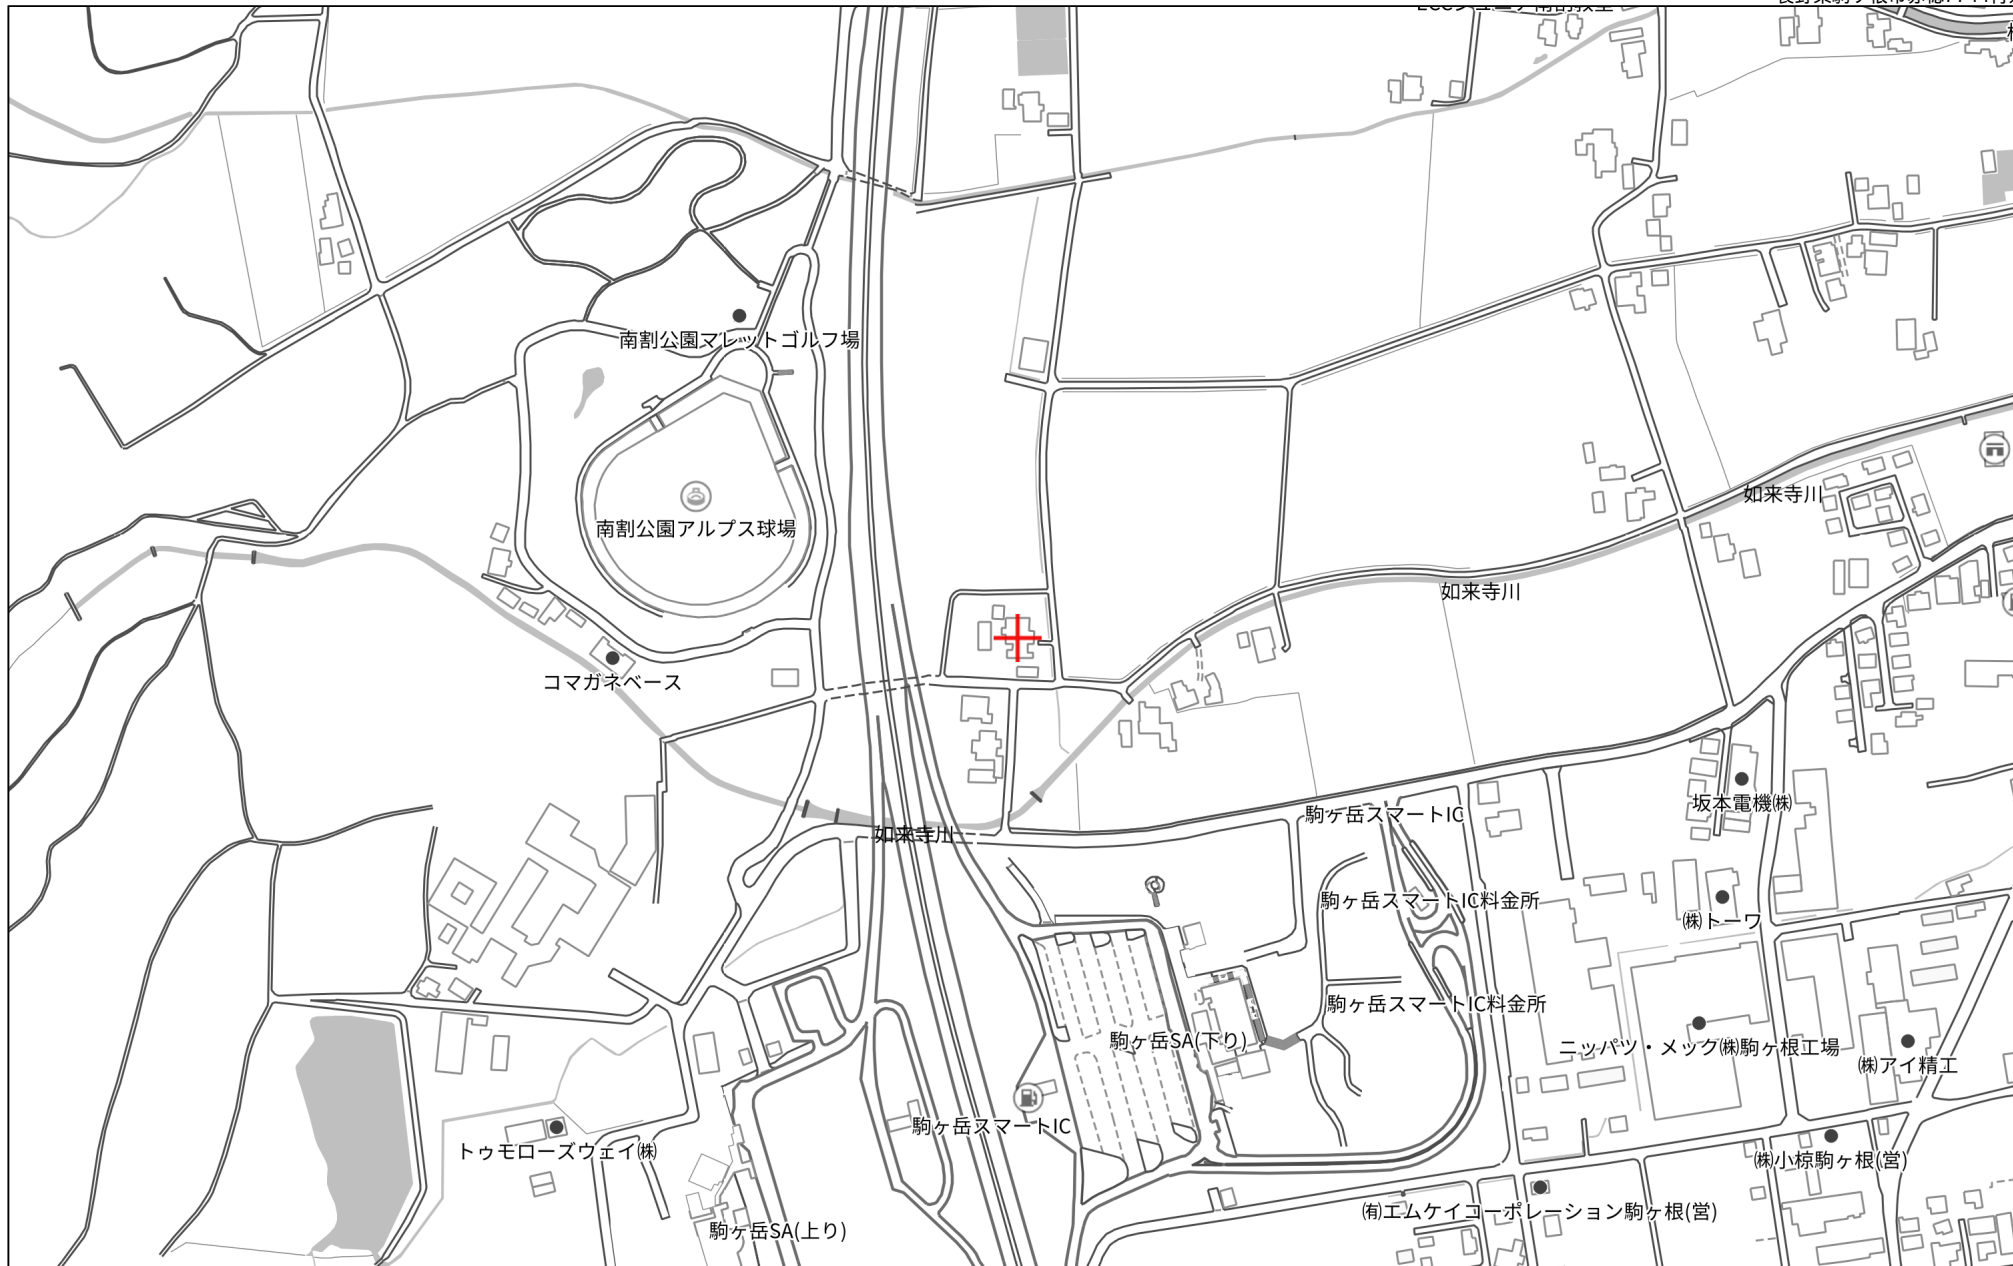 南割公園マレットゴルフ場
如来寺川
南割公園アルプス球場
如来寺川
コマガネベース
坂本電機㈱
駒ヶ岳スマートIC
如来寺川
駒ヶ岳スマートIC料金所
㈱トーワ
駒ヶ岳スマートIC料金所
駒ヶ岳SA(下り)
ニッパツ・メック㈱駒ヶ根工場
㈱アイ精工
駒ヶ岳スマートIC
トゥモローズウェイ㈱
㈱小椋駒ヶ根(営)
㈲エムケイコーポレーション駒ヶ根(営)
駒ヶ岳SA(上り)